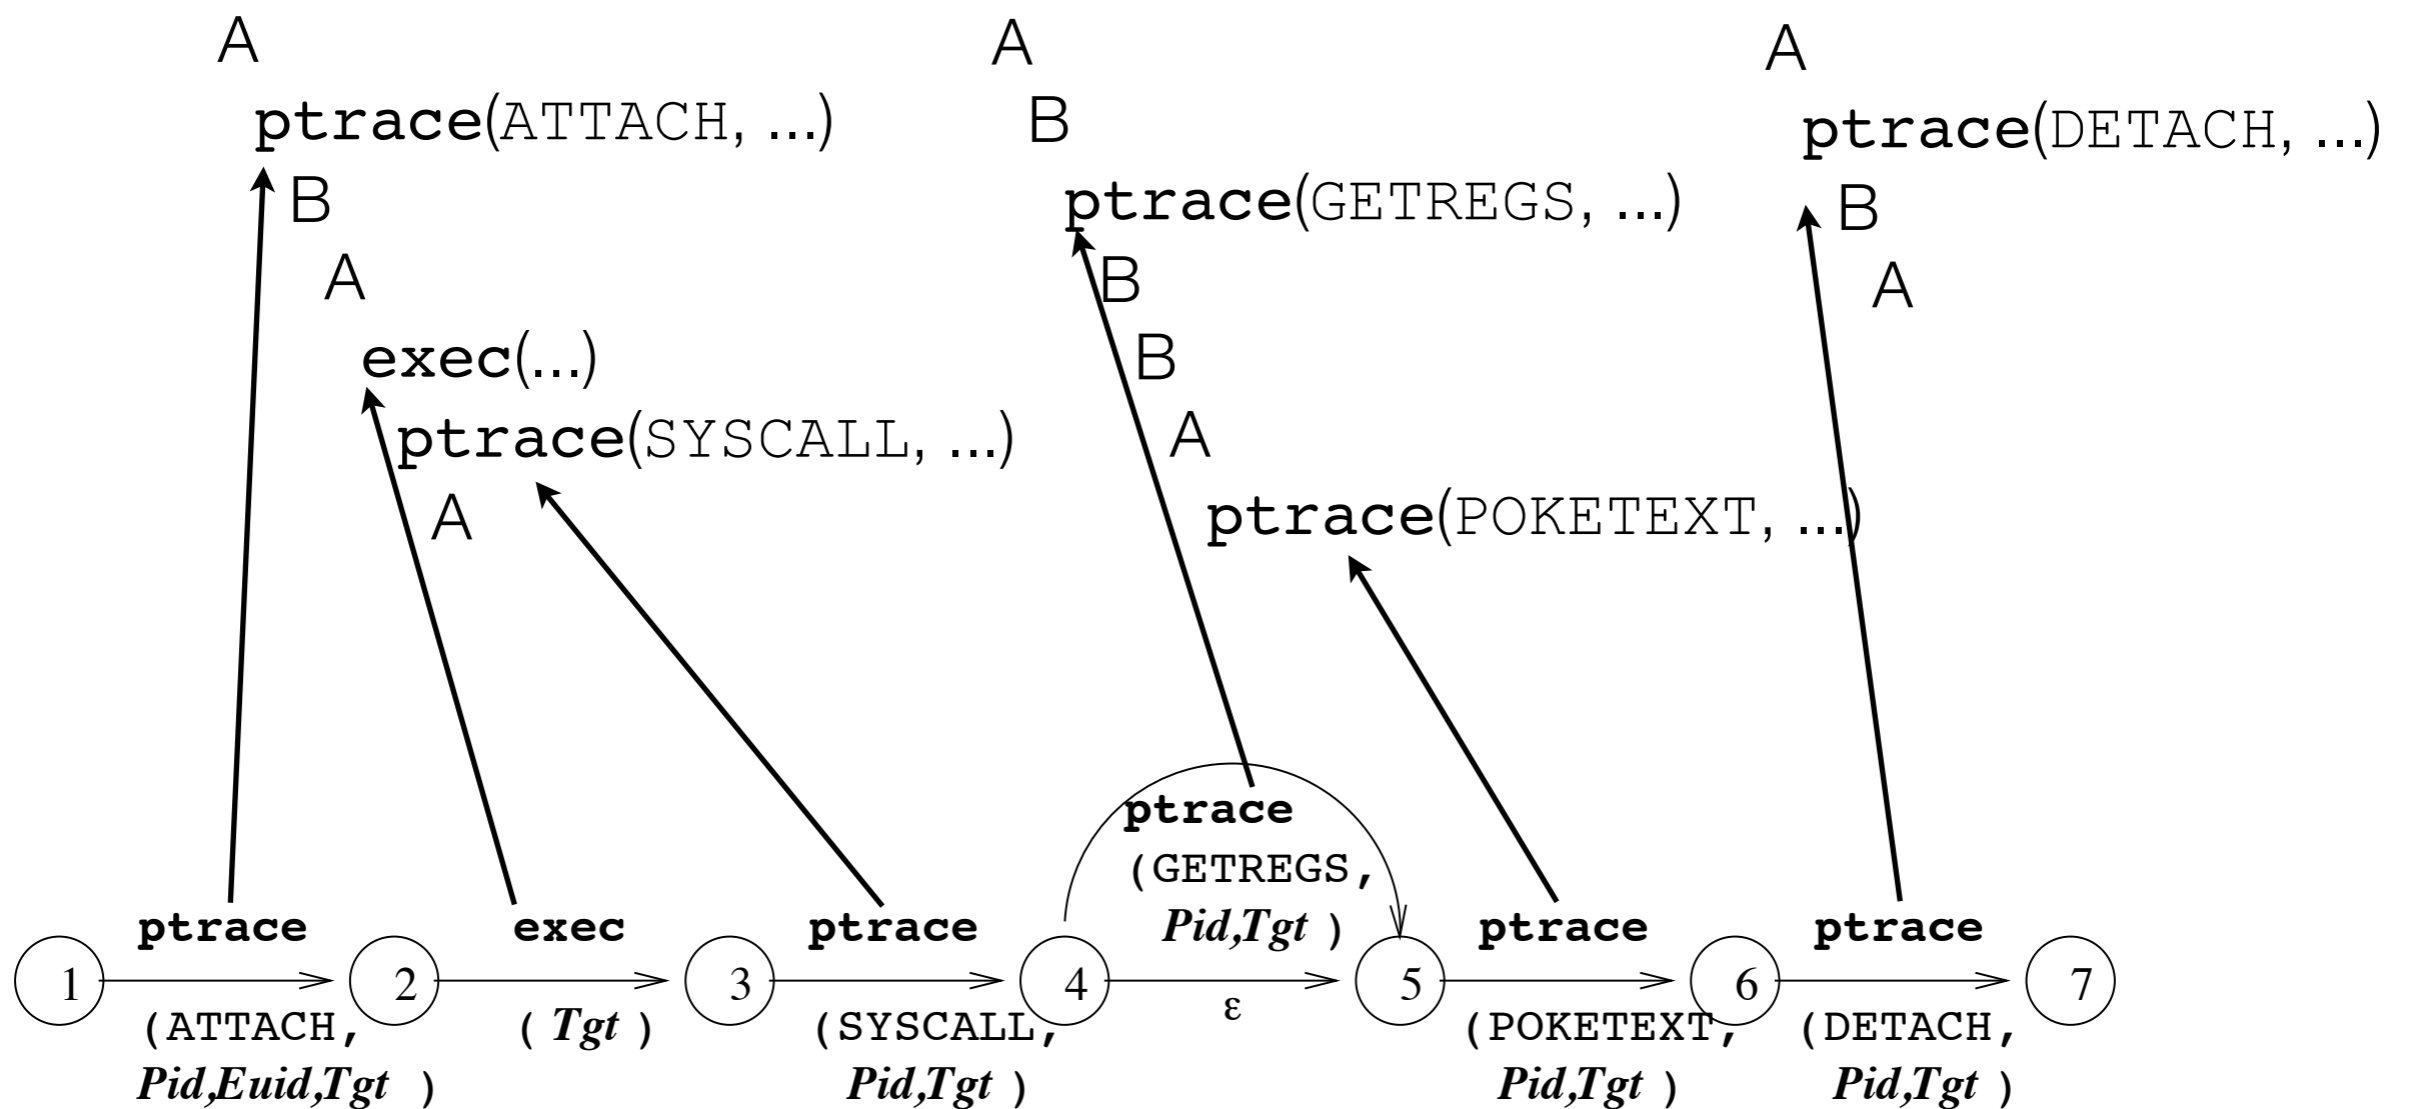 A
ptrace(ATTACH, ...)
B
A
exec(...)
ptrace(SYSCALL, ...)
A
A
B
ptrace(GETREGS, ...)
B
B
A
ptrace(POKETEXT, ...)
A
ptrace(DETACH, ...)
B
A
1
ptrace
(ATTACH,
Pid,Euid,Tgt )
2
exec
( Tgt )
3
ptrace
(SYSCALL,
Pid,Tgt )
4
ptrace
(GETREGS,
Pid,Tgt )
ε
5
ptrace
(POKETEXT,
Pid,Tgt )
6
ptrace
(DETACH,
Pid,Tgt )
7